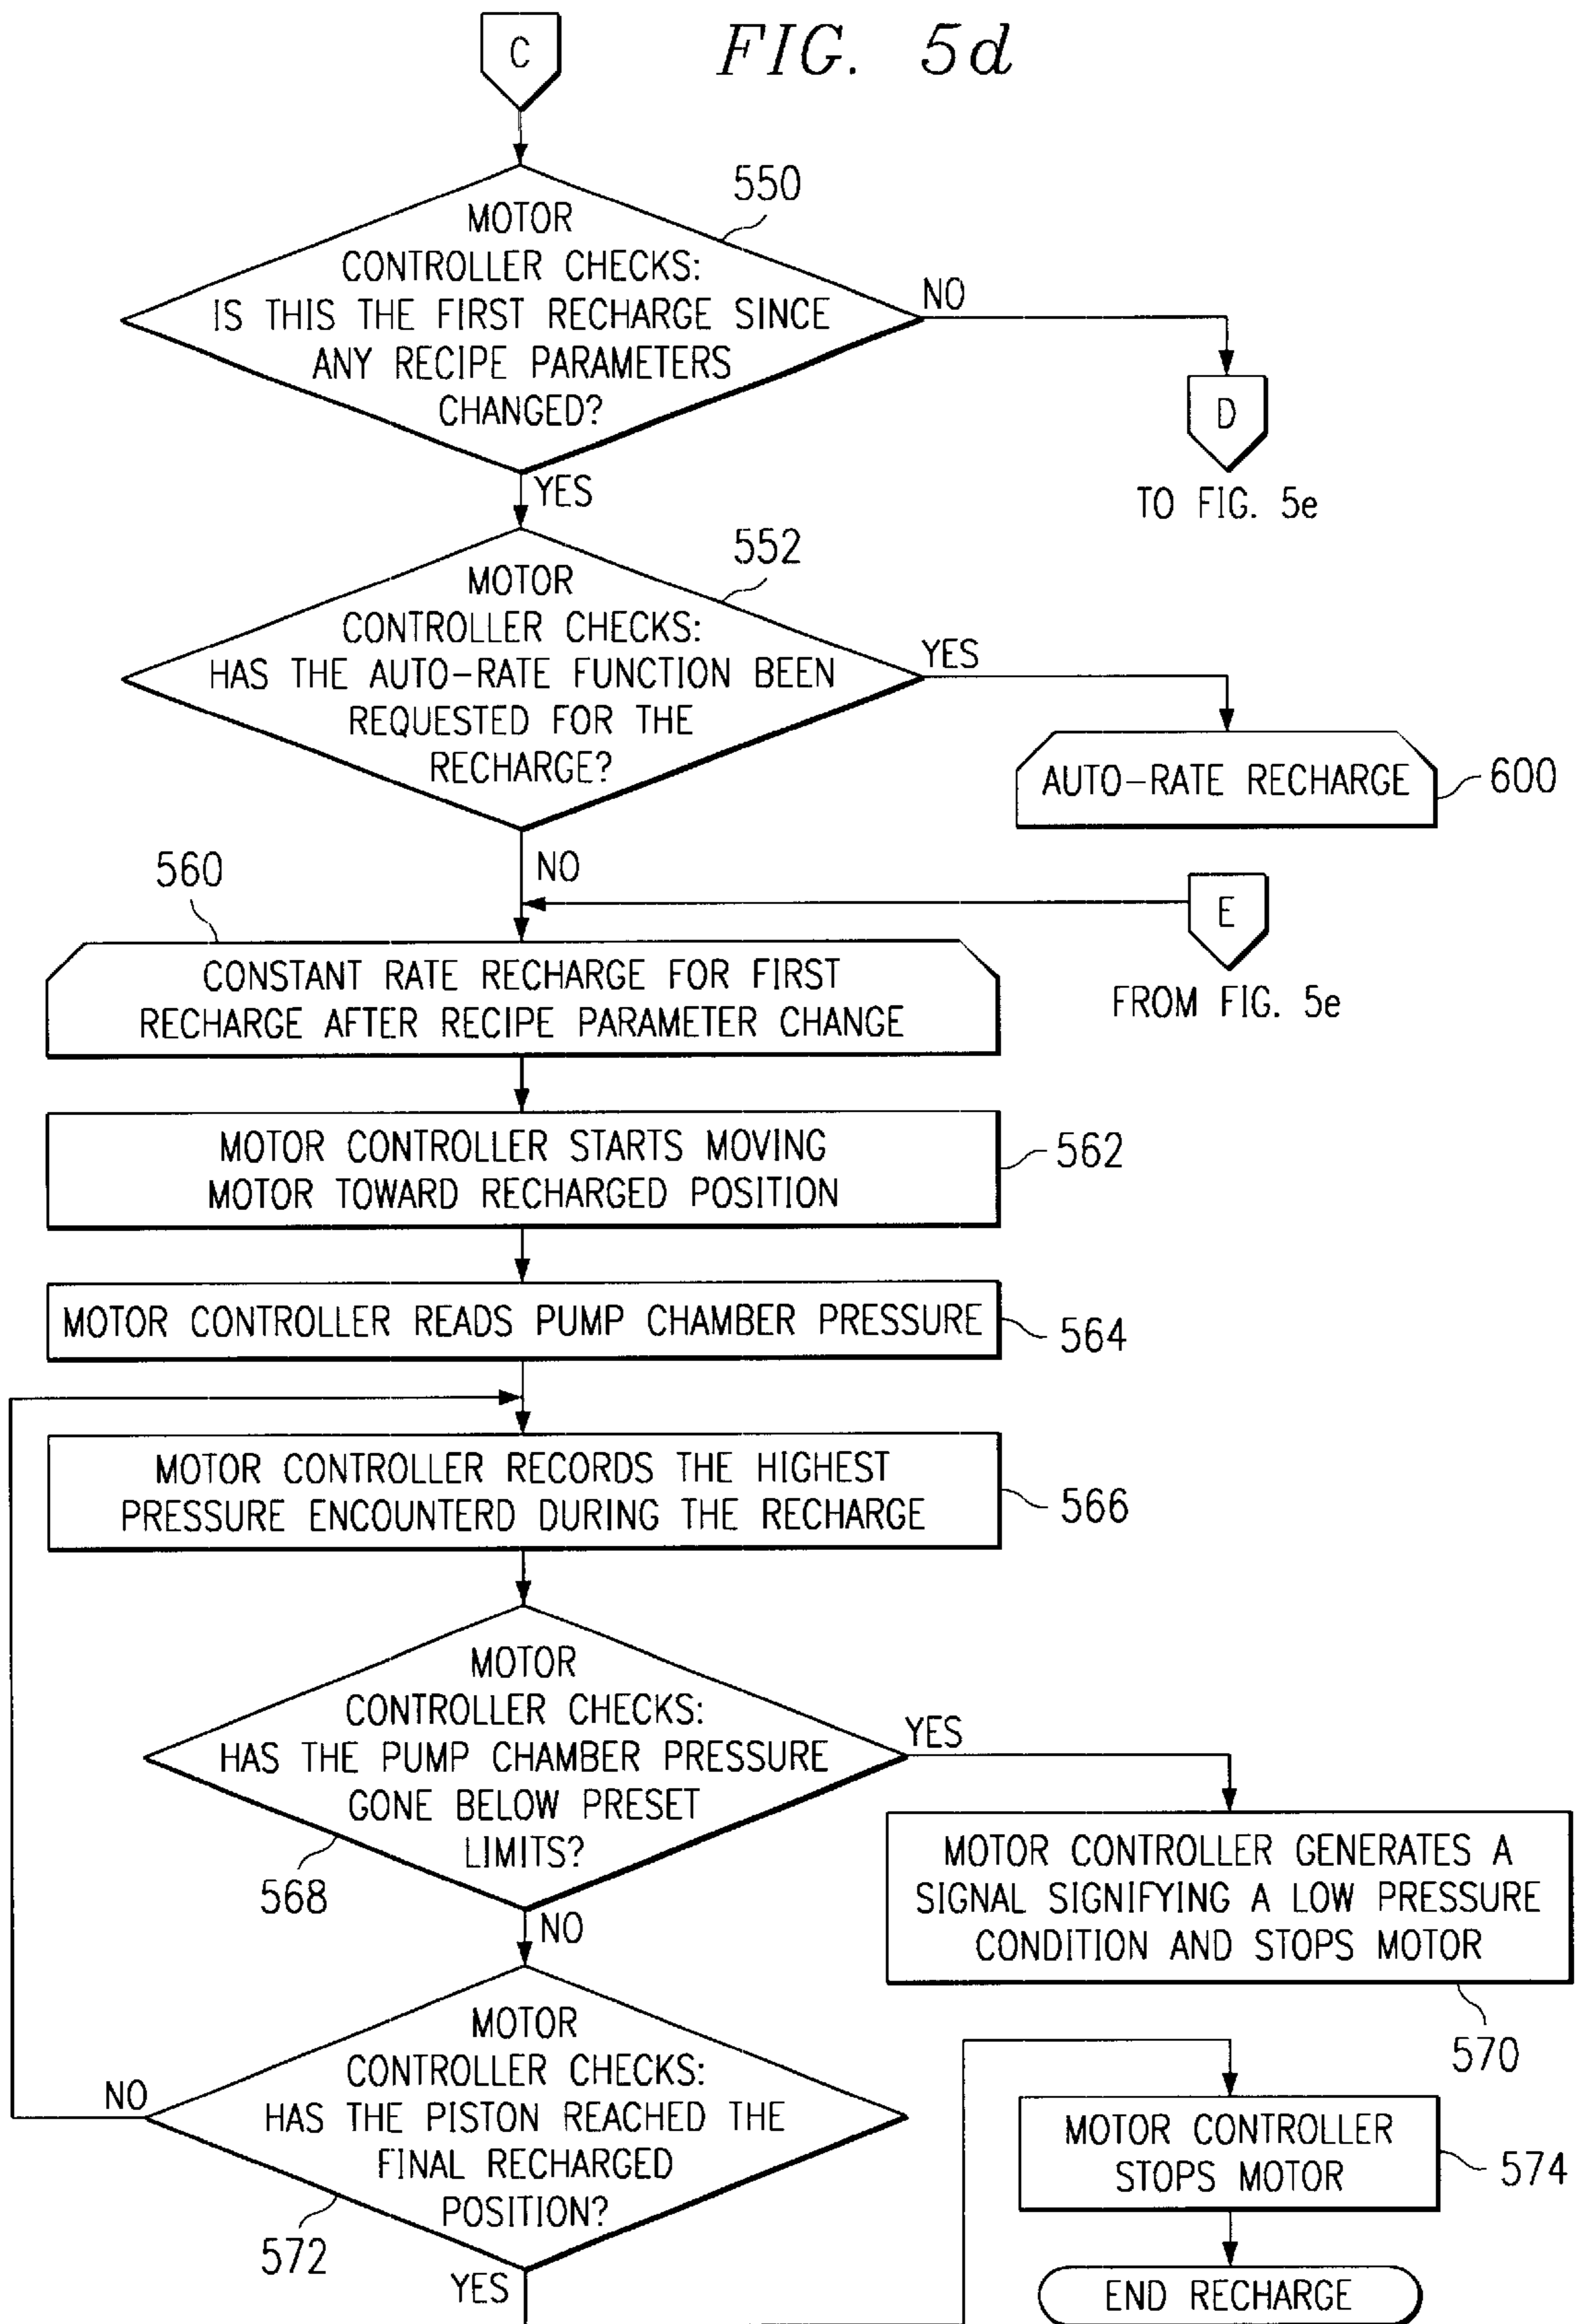 FIG. 5d
C
550
MOTOR
CONTROLLER CHECKS:
IS THIS THE FIRST RECHARGE SINCE
ANY RECIPE PARAMETERS
CHANGED?
NO
D
TO FIG. 5e
YES
552
MOTOR
CONTROLLER CHECKS:
HAS THE AUTO-RATE FUNCTION BEEN
REQUESTED FOR THE
RECHARGE?
YES
AUTO-RATE RECHARGE
600
NO
E
FROM FIG. 5e
560
CONSTANT RATE RECHARGE FOR FIRST
RECHARGE AFTER RECIPE PARAMETER CHANGE
MOTOR CONTROLLER STARTS MOVING
MOTOR TOWARD RECHARGED POSITION
562
MOTOR CONTROLLER READS PUMP CHAMBER PRESSURE
564
MOTOR CONTROLLER RECORDS THE HIGHEST
PRESSURE ENCOUNTERD DURING THE RECHARGE
566
MOTOR
CONTROLLER CHECKS:
HAS THE PUMP CHAMBER PRESSURE
GONE BELOW PRESET
LIMITS?
568
YES
MOTOR CONTROLLER GENERATES A
SIGNAL SIGNIFYING A LOW PRESSURE
CONDITION AND STOPS MOTOR
570
NO
MOTOR
CONTROLLER CHECKS:
HAS THE PISTON REACHED THE
FINAL RECHARGED
POSITION?
572
NO
YES
MOTOR CONTROLLER
STOPS MOTOR
574
END RECHARGE